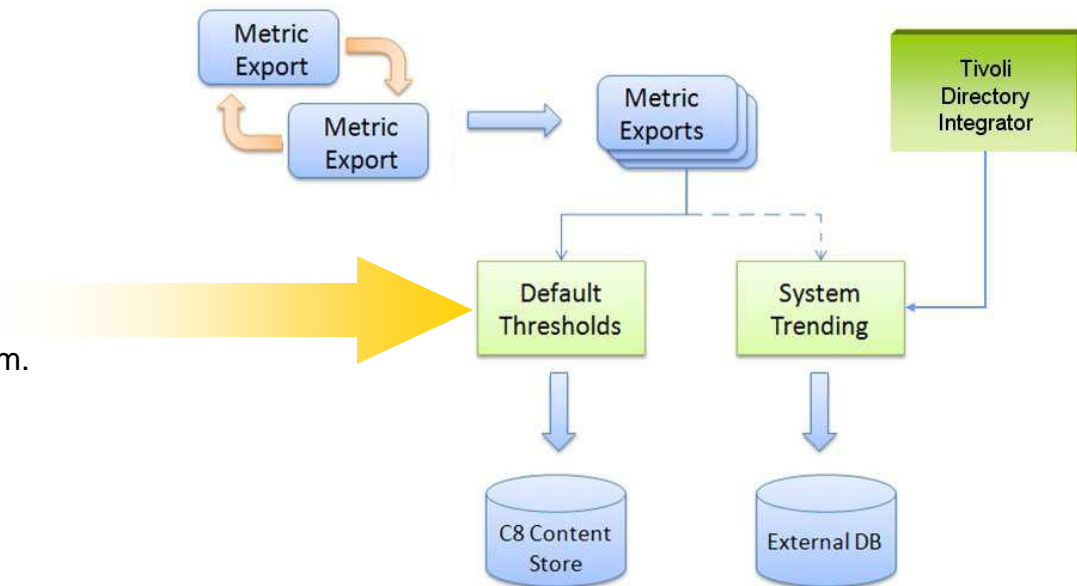 Metric
Export
Metric
Export
Metric
Exports
Tivoli
Directory
Integrator
Default
Thresholds
System
Trending
m.
C8 Content
Store
External DB